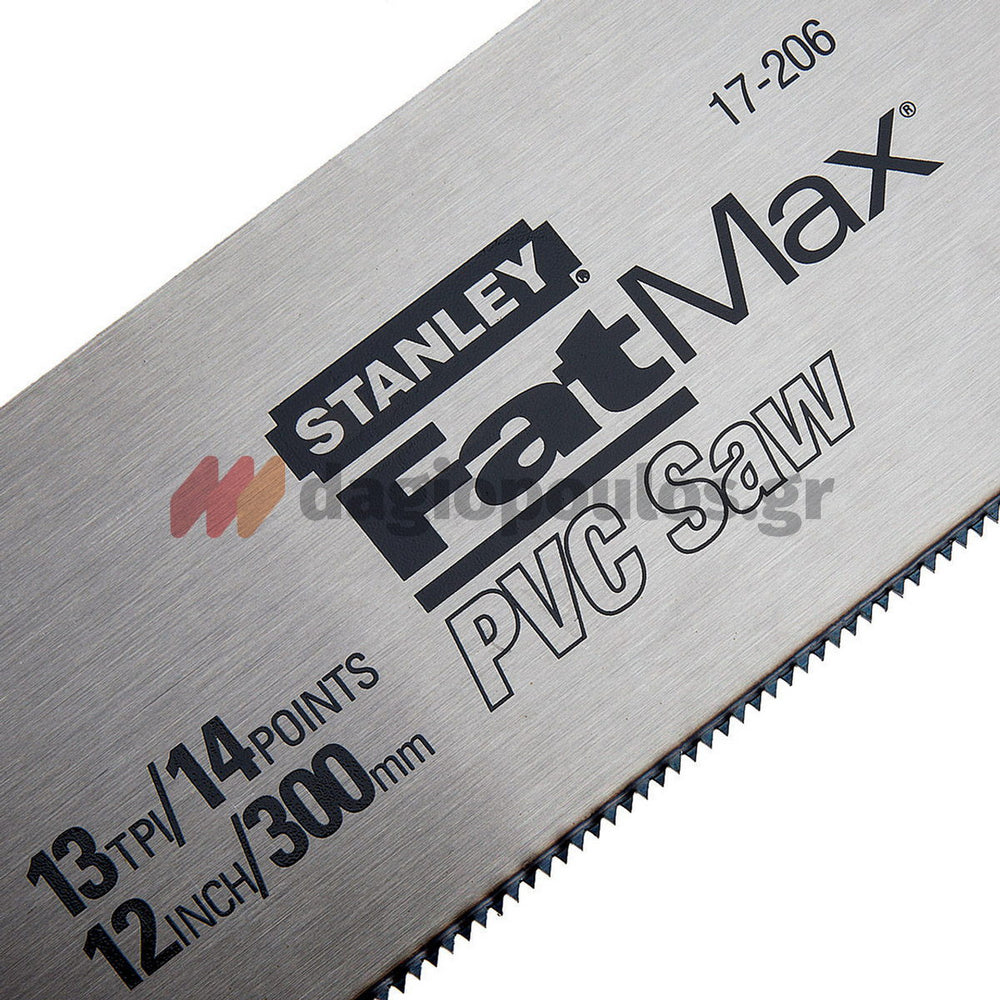 17-206
STANLEY®
FatMax®
PVC Saw
dagiopoulos.gr
13TPI/14POINTS
12INCH/300mm